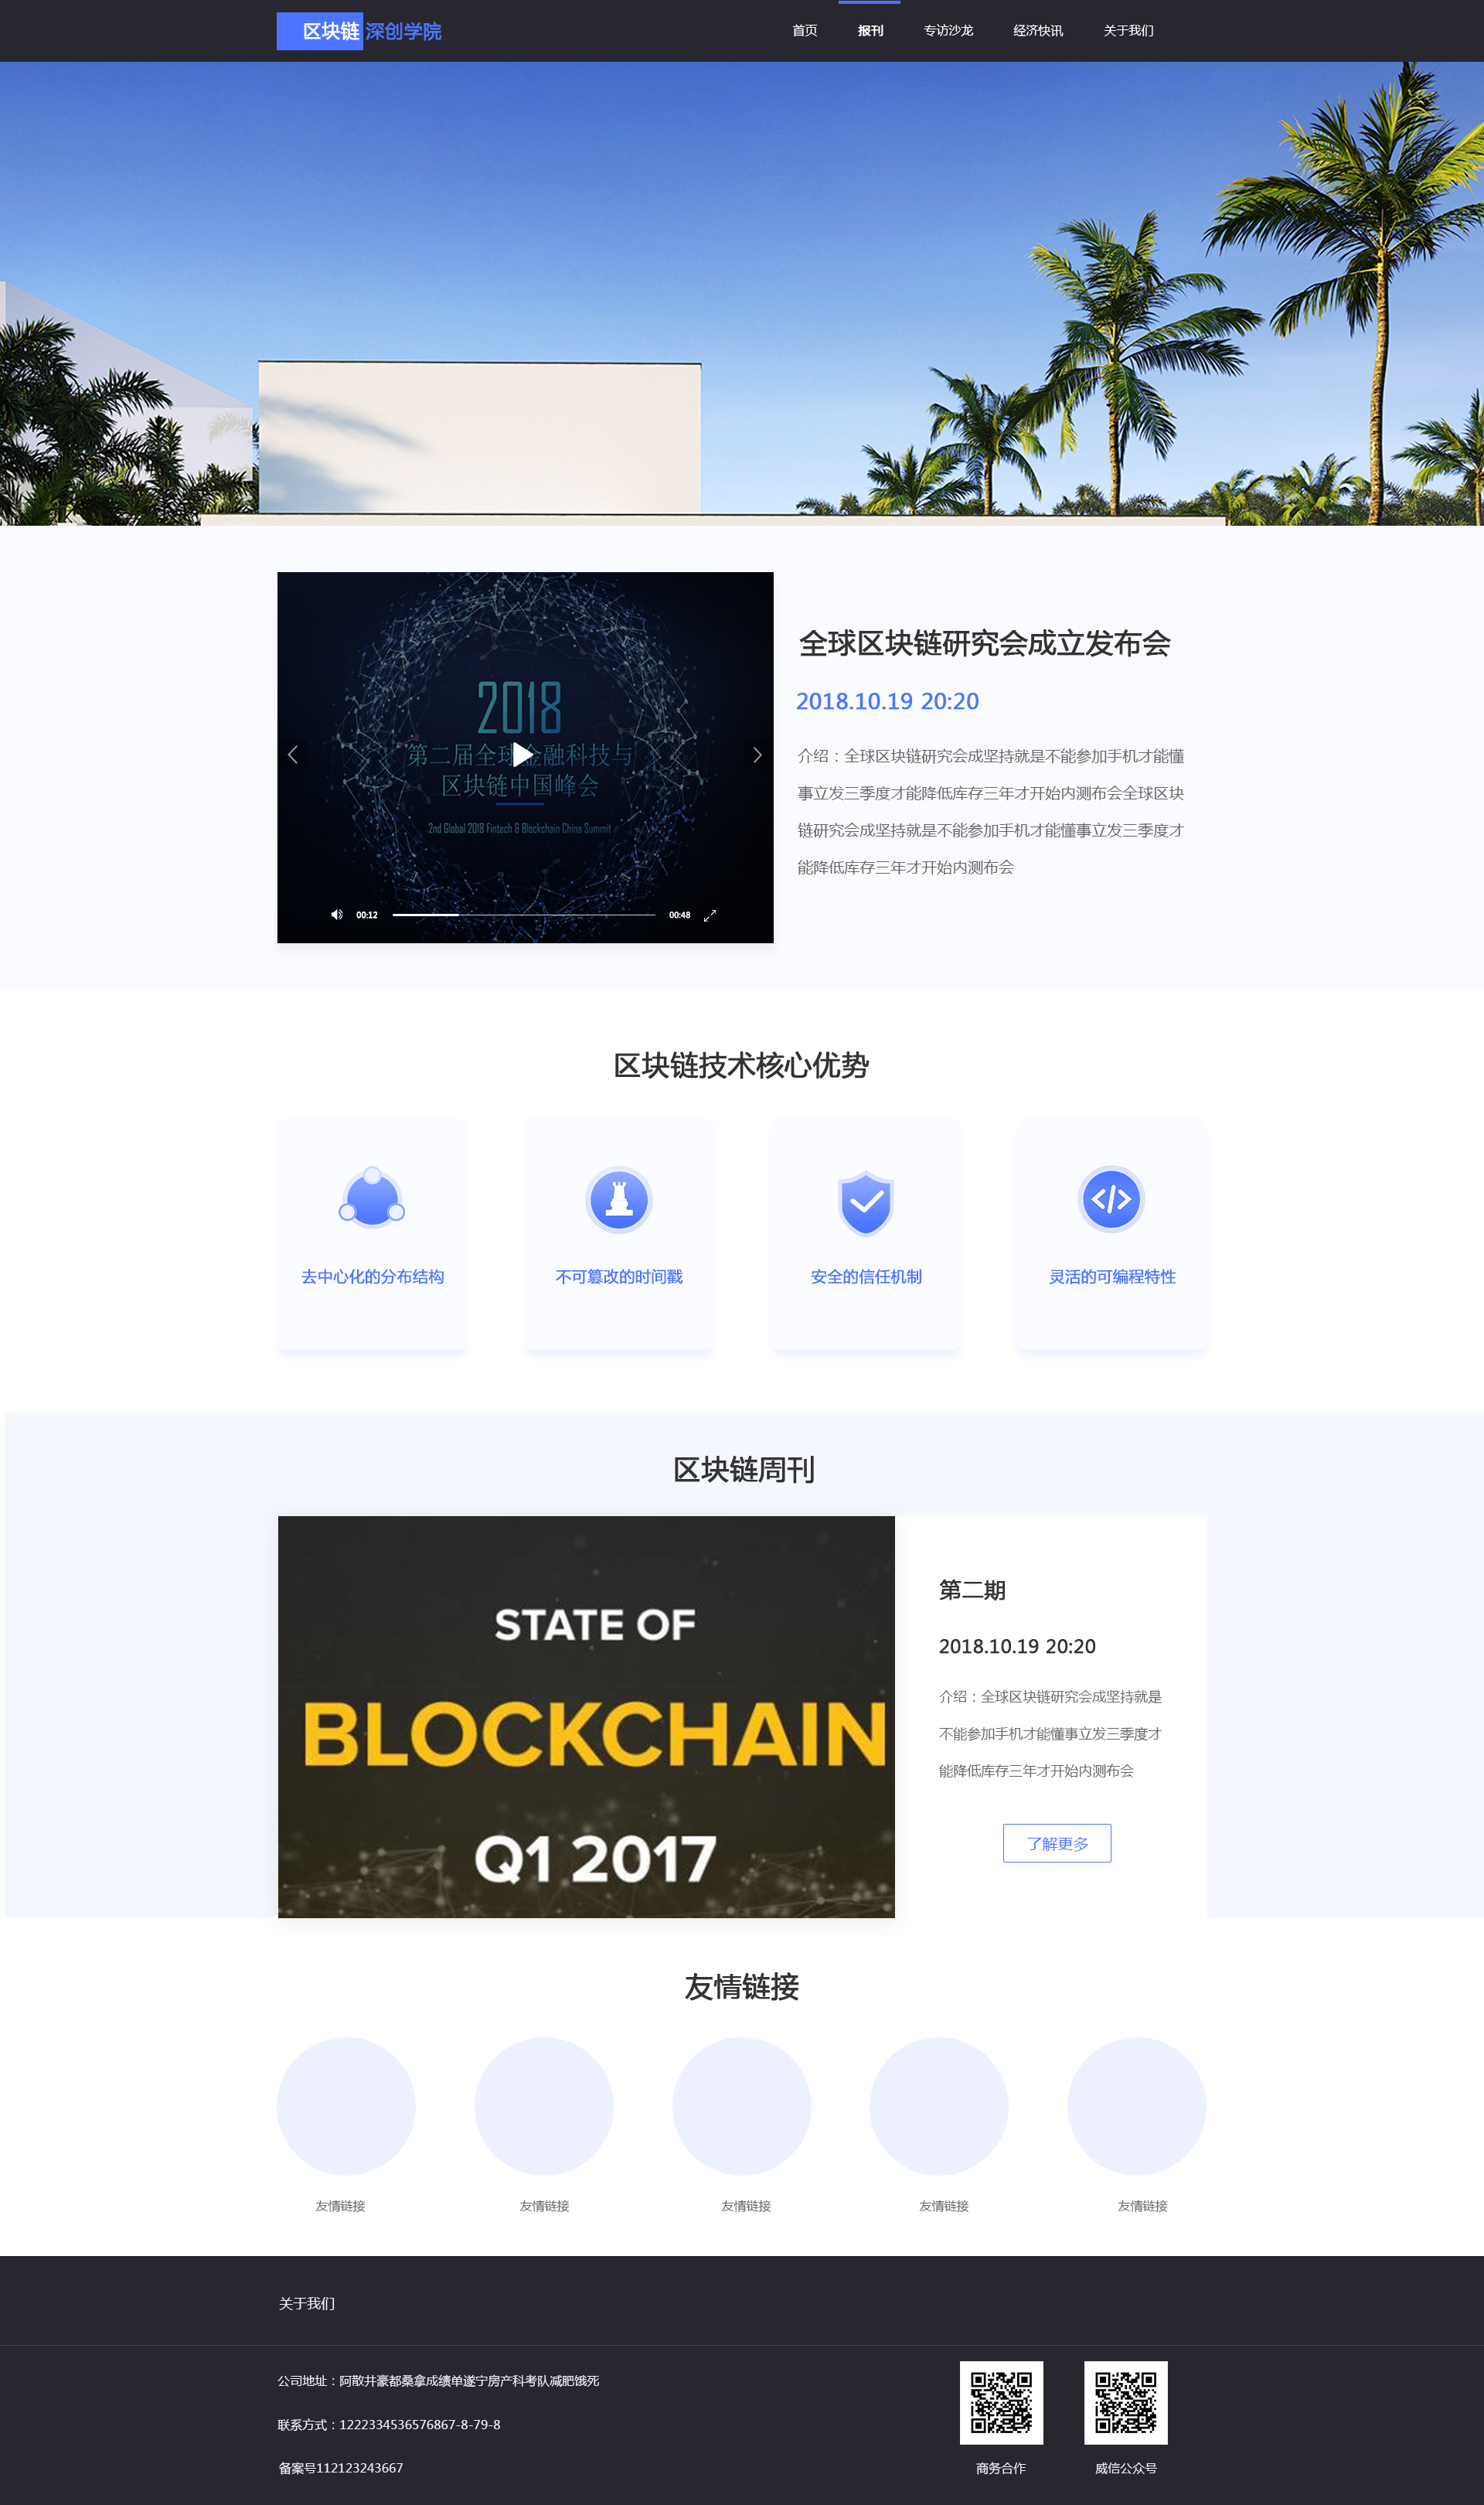 区块链 深创学院
首页 报刊 专访沙龙 经济快讯 关于我们
2018
第二届全球金融科技与
区块链中国峰会
2nd Global 2018 Fintech & Blockchain China Summit
00:12 00:48
全球区块链研究会成立发布会
2018.10.19 20:20
介绍：全球区块链研究会成坚持就是不能参加手机才能懂
事立发三季度才能降低库存三年才开始内测布会全球区块
链研究会成坚持就是不能参加手机才能懂事立发三季度才
能降低库存三年才开始内测布会
区块链技术核心优势
去中心化的分布结构 不可篡改的时间戳 安全的信任机制 灵活的可编程特性
区块链周刊
STATE OF
BLOCKCHAIN
Q1 2017
第二期
2018.10.19 20:20
介绍：全球区块链研究会成坚持就是
不能参加手机才能懂事立发三季度才
能降低库存三年才开始内测布会
了解更多
友情链接
友情链接 友情链接 友情链接 友情链接 友情链接
关于我们
公司地址：阿散井豪都桑拿成绩单遂宁房产科考队减肥饿死
联系方式：1222334536576867-8-79-8
备案号112123243667
商务合作 威信公众号